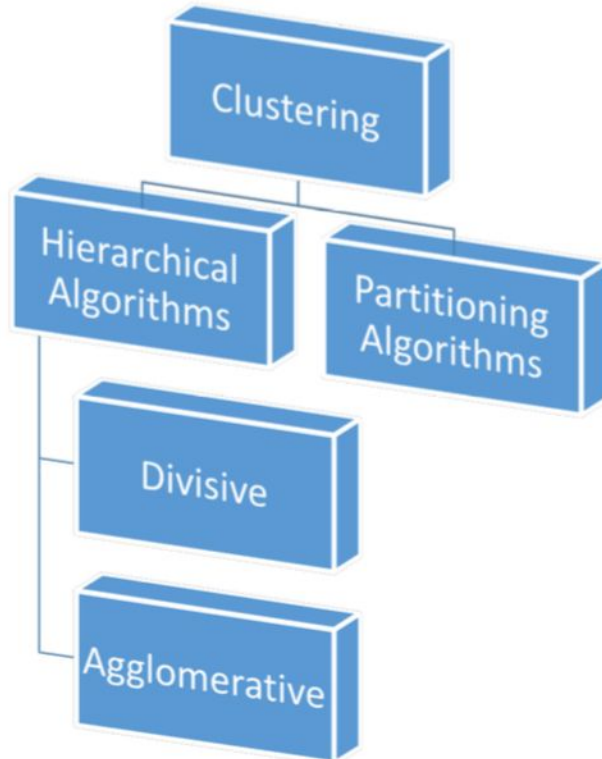 Clustering
Hierarchical
Algorithms
Partitioning
Algorithms
Divisive
Agglomerative